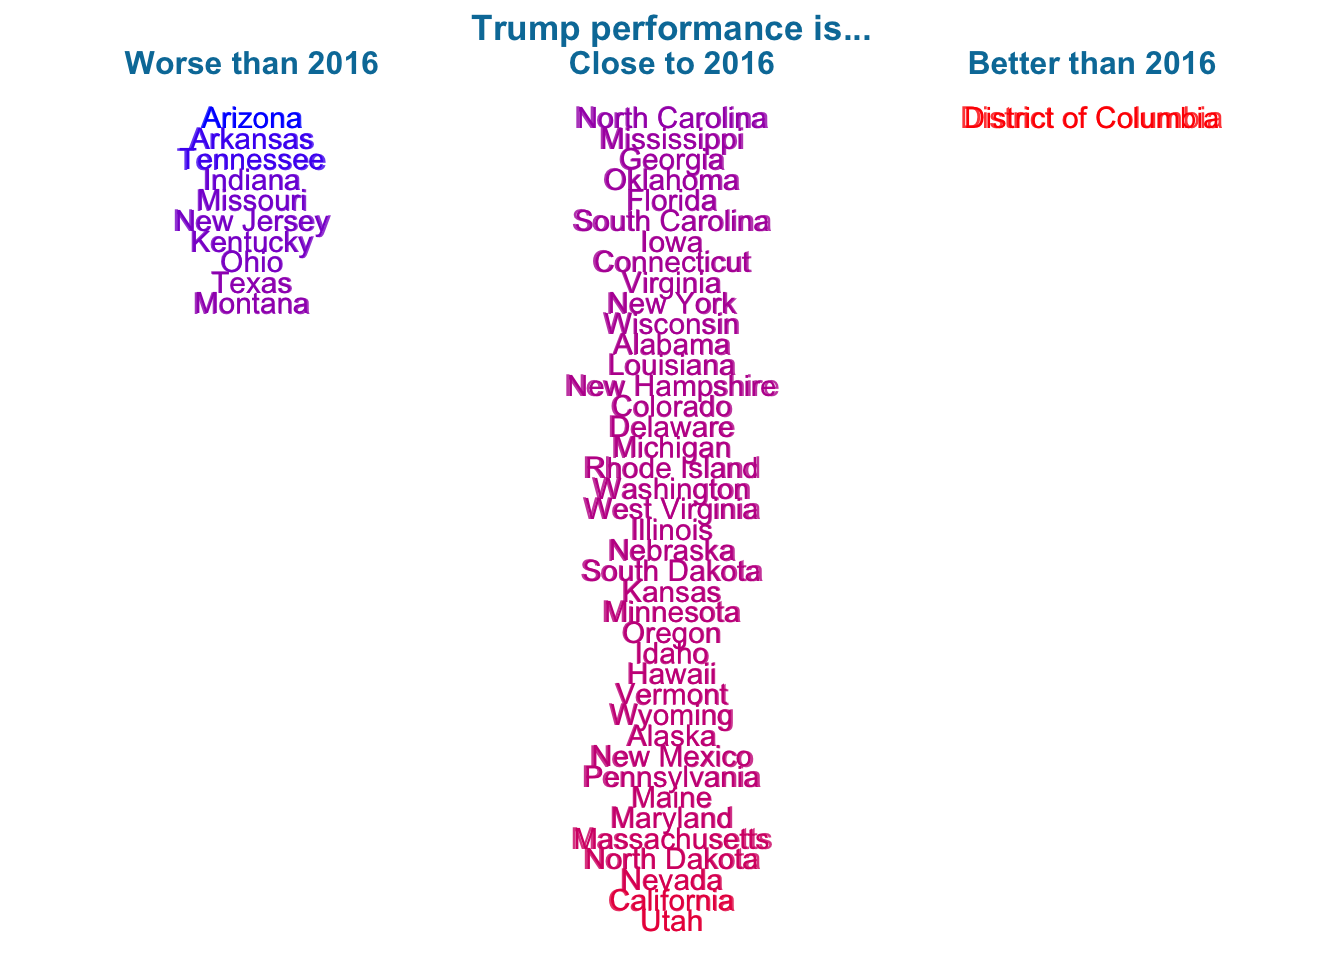 Trump performance is...
Worse than 2016
Close to 2016
Better than 2016
Arizona
Arkansas
Tennessee
Indiana
Missouri
New Jersey
Kentucky
Ohio
Texas
Montana
North Carolina
Mississippi
Georgia
Oklahoma
Florida
South Carolina
Iowa
Connecticut
Virginia
New York
Wisconsin
Alabama
Louisiana
New Hampshire
Colorado
Delaware
Michigan
Rhode Island
Washington
West Virginia
Illinois
Nebraska
South Dakota
Kansas
Minnesota
Oregon
Idaho
Hawaii
Vermont
Wyoming
Alaska
New Mexico
Pennsylvania
Maine
Maryland
Massachusetts
North Dakota
Nevada
California
Utah
District of Columbia